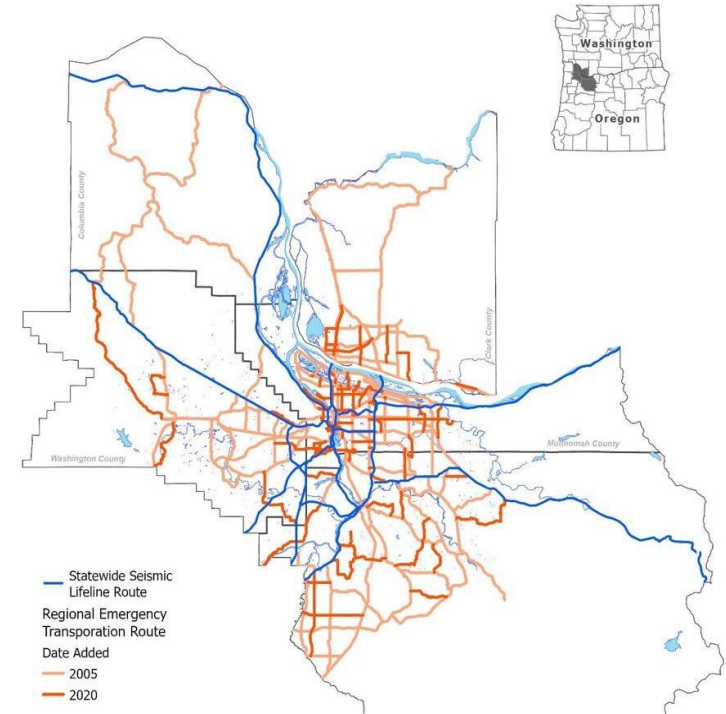 Washington
Oregon
Columbia County
Clark County
Multnomah County
Washington County
Statewide Seismic
Lifeline Route
Regional Emergency
Transporation Route
Date Added
2005
2020